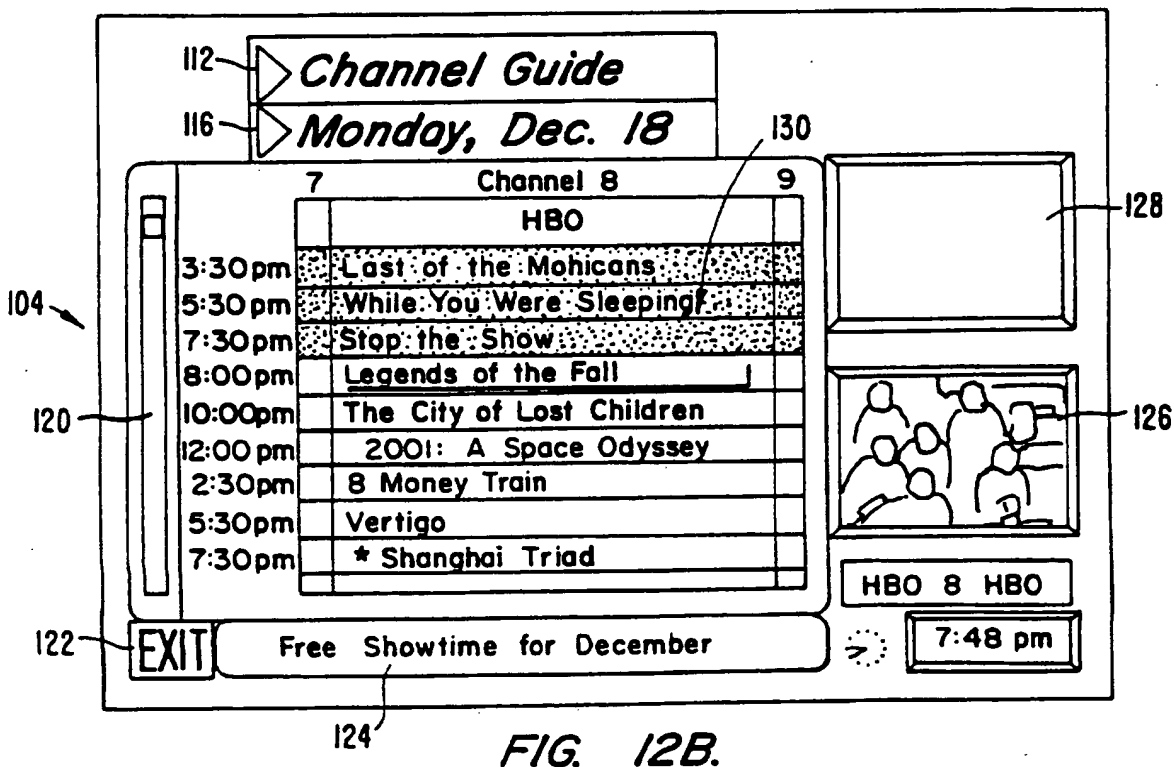 112 Channel Guide
116 Monday, Dec. 18
130
7 Channel 8 9
HBO
128
3:30pm Last of the Mohicans
104
5:30pm While You Were Sleeping
7:30pm Stop the Show
8:00pm Legends of the Fall
120
10:00pm The City of Lost Children
126
12:00pm 2001: A Space Odyssey
2:30pm 8 Money Train
5:30pm Vertigo
7:30pm * Shanghai Triad
HBO 8 HBO
122 EXIT Free Showtime for December 7:48 pm
124
FIG. 12B.